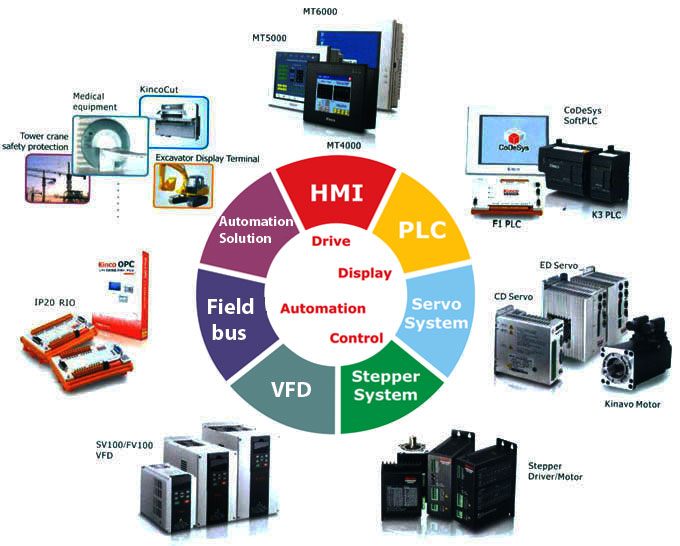 MT6000
MT5000
MT4000
Medical
equipment
KincoCut
Tower crane
safety protection
Excavator Display Terminal
CoDeSys
SoftPLC
CoDeSys
Kinco
F1 PLC
K3 PLC
HMI
PLC
Servo
System
Stepper
System
VFD
Field
bus
Automation
Solution
Drive
Display
Automation
Control
ED Servo
CD Servo
Kinavo Motor
Kinco OPC
IP20 RIO
SV100/FV100
VFD
Stepper
Driver/Motor